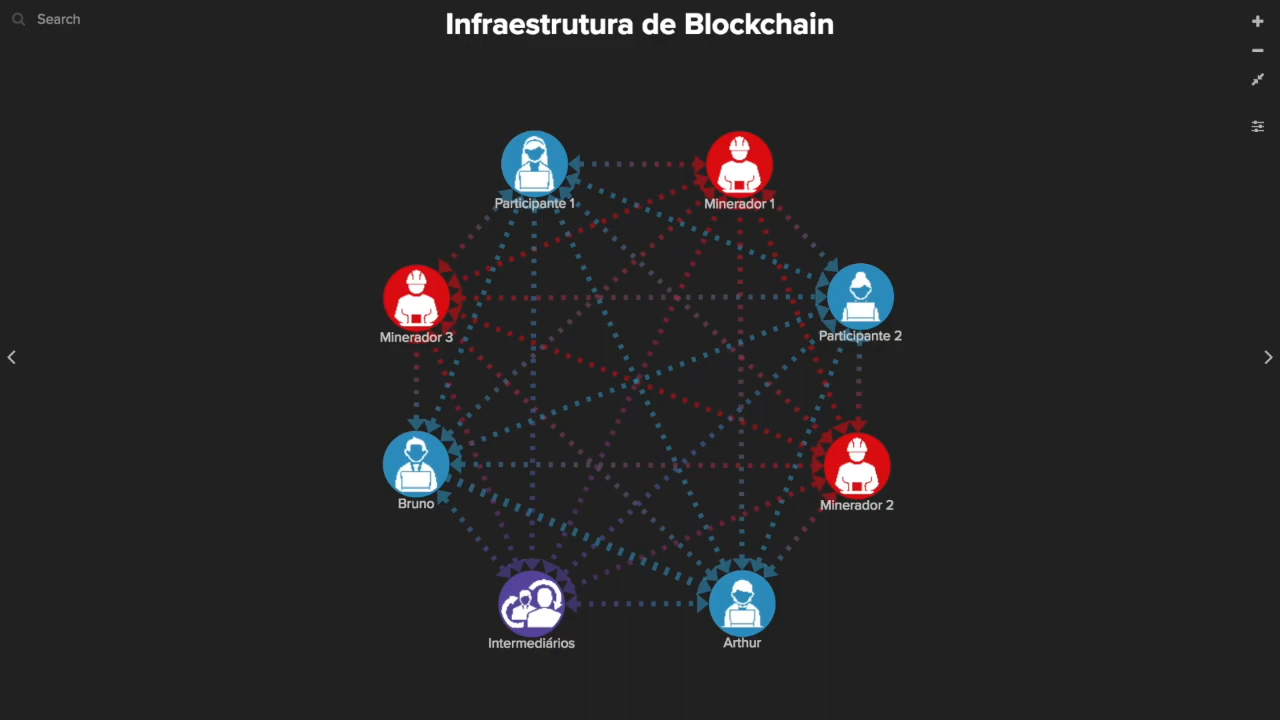 Search
Infraestrutura de Blockchain
Participante 1
Minerador 1
Minerador 3
Participante 2
Bruno
Minerador 2
Intermediários
Arthur